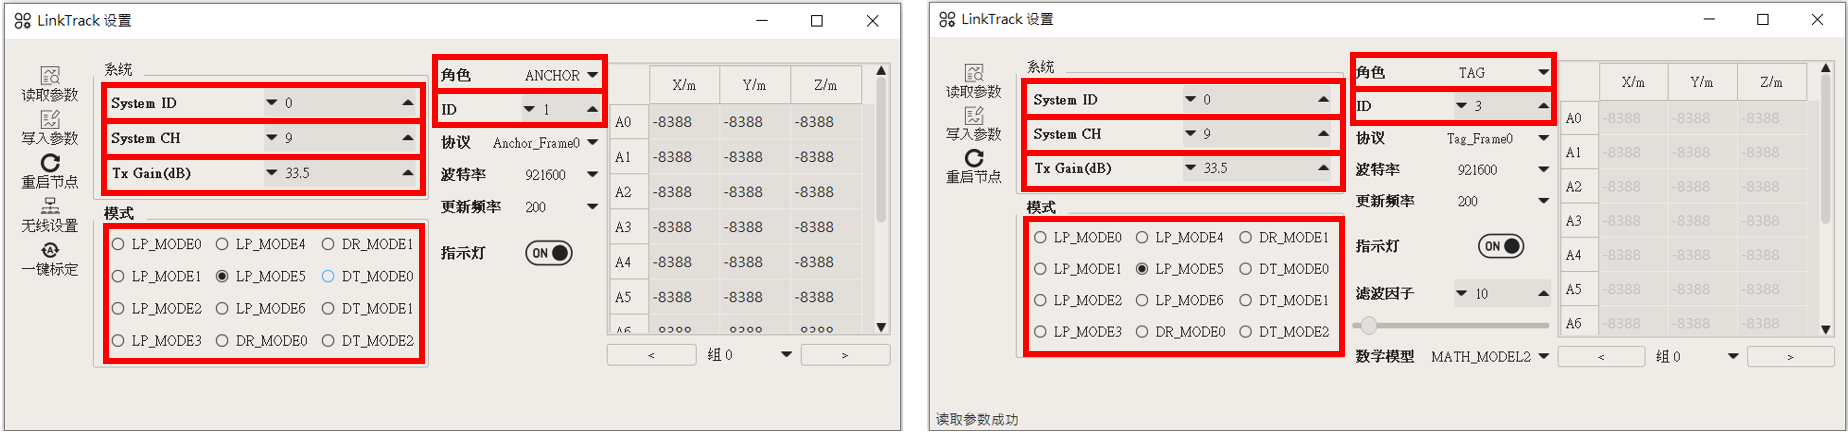 LinkTrack 设置
读取参数
写入参数
重启节点
无线设置
一键标定
系统
System ID 0
System CH 9
Tx Gain(dB) 33.5
模式
LP_MODE0 LP_MODE4 DR_MODE1
LP_MODE1 LP_MODE5 DT_MODE0
LP_MODE2 LP_MODE6 DT_MODE1
LP_MODE3 DR_MODE0 DT_MODE2
角色 ANCHOR
ID 1
协议 Anchor_Frame0
波特率 921600
更新频率 200
指示灯 ON
X/m Y/m Z/m
A0 -8388 -8388 -8388
A1 -8388 -8388 -8388
A2 -8388 -8388 -8388
A3 -8388 -8388 -8388
A4 -8388 -8388 -8388
A5 -8388 -8388 -8388
A6 -8388 -8388 -8388
< 组 0 >
LinkTrack 设置
读取参数
写入参数
重启节点
系统
System ID 0
System CH 9
Tx Gain(dB) 33.5
模式
LP_MODE0 LP_MODE4 DR_MODE1
LP_MODE1 LP_MODE5 DT_MODE0
LP_MODE2 LP_MODE6 DT_MODE1
LP_MODE3 DR_MODE0 DT_MODE2
角色 TAG
ID 3
协议 Tag_Frame0
波特率 921600
更新频率 200
指示灯 ON
滤波因子 10
数学模型 MATH_MODEL2
X/m Y/m Z/m
A0 -8388 -8388 -8388
A1 -8388 -8388 -8388
A2 -8388 -8388 -8388
A3 -8388 -8388 -8388
A4 -8388 -8388 -8388
A5 -8388 -8388 -8388
A6 -8388 -8388 -8388
< 组 0 >
读取参数成功